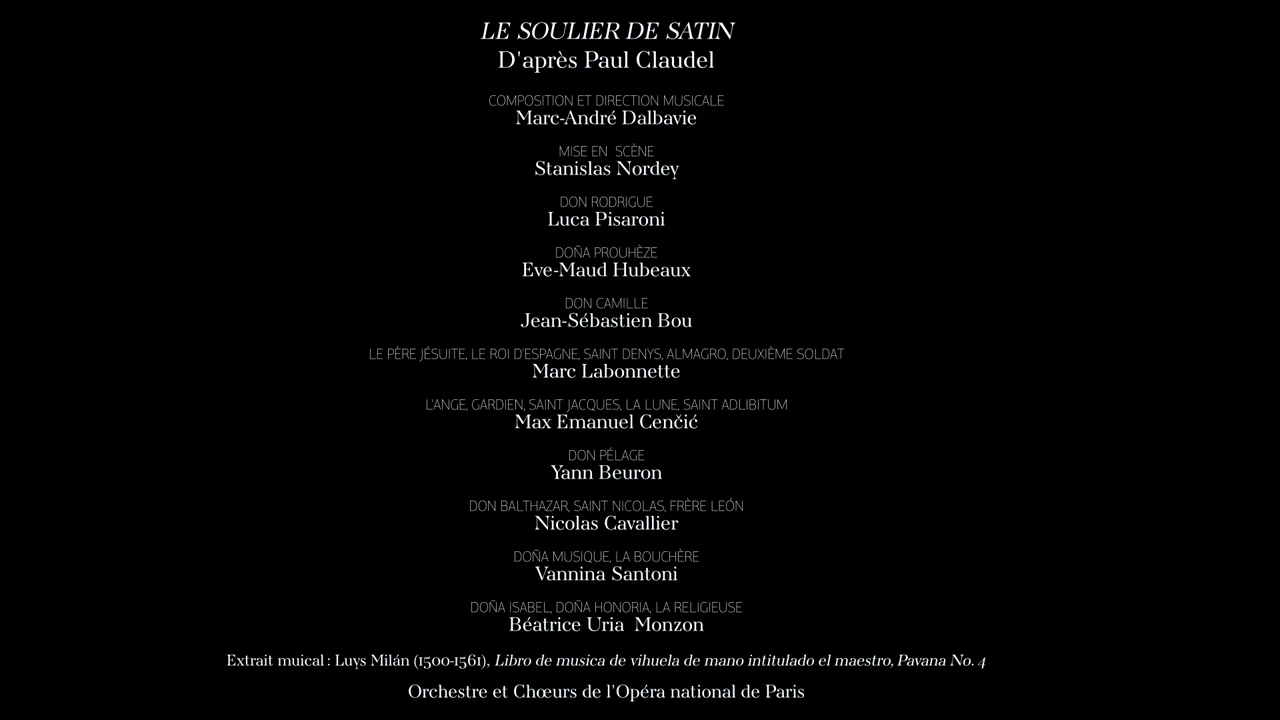 LE SOULIER DE SATIN
D'après Paul Claudel
COMPOSITION ET DIRECTION MUSICALE
Marc-André Dalbavie
MISE EN  SCÈNE
Stanislas Nordey
DON RODRIGUE
Luca Pisaroni
DOÑA PROUHÈZE
Eve-Maud Hubeaux
DON CAMILLE
Jean-Sébastien Bou
LE PÈRE JÉSUITE, LE ROI D'ESPAGNE, SAINT DENYS, ALMAGRO, DEUXIÈME SOLDAT
Marc Labonnette
L'ANGE, GARDIEN, SAINT JACQUES, LA LUNE, SAINT ADLIBITUM
Max Emanuel Cenčić
DON PÉLAGE
Yann Beuron
DON BALTHAZAR, SAINT NICOLAS, FRÈRE LEÓN
Nicolas Cavallier
DOÑA MUSIQUE, LA BOUCHÈRE
Vannina Santoni
DOÑA ISABEL, DOÑA HONORIA, LA RELIGIEUSE
Béatrice Uria  Monzon
Extrait muical : Luys Milán (1500-1561), Libro de musica de vihuela de mano intitulado el maestro, Pavana No. 4
Orchestre et Chœurs de l'Opéra national de Paris